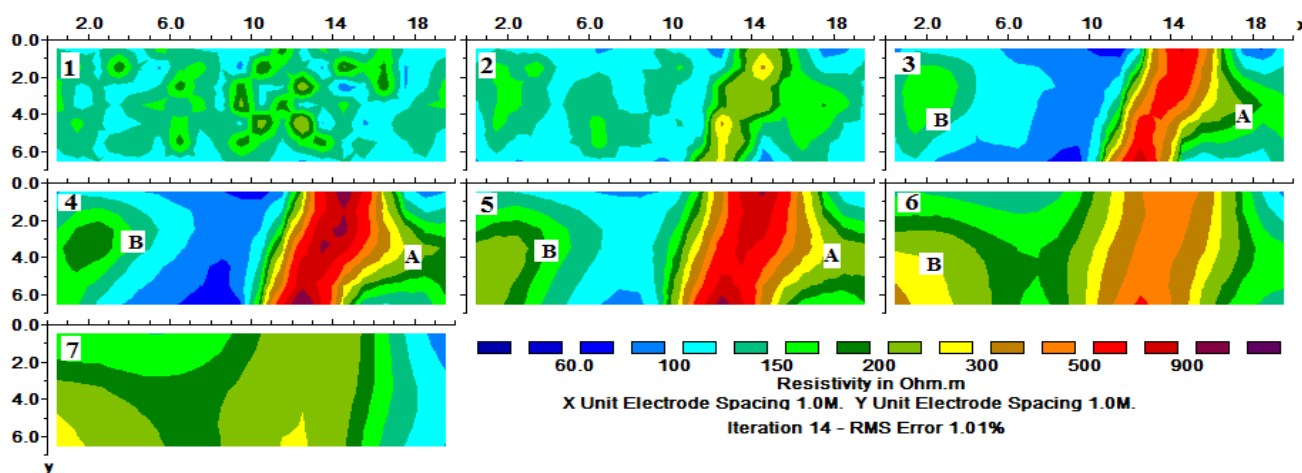 2.0 6.0 10 14 18 2.0 6.0 10 14 18 2.0 6.0 10 14 18 x
0.0 1 2 3
2.0 B A
4.0
6.0
0.0 4 5 6
2.0 B A B A B
4.0
6.0
0.0 7
2.0
4.0
6.0
y
60.0 100 150 200 300 500 900
Resistivity in Ohm.m
X Unit Electrode Spacing 1.0M. Y Unit Electrode Spacing 1.0M.
Iteration 14 - RMS Error 1.01%